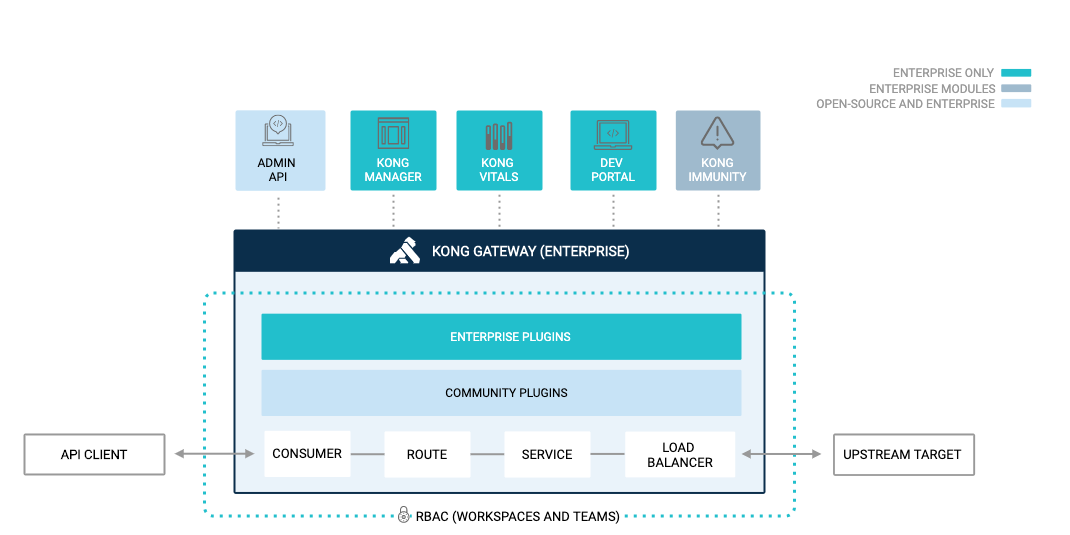 ENTERPRISE ONLY
ENTERPRISE MODULES
OPEN-SOURCE AND ENTERPRISE
ADMIN
API
KONG
MANAGER
KONG
VITALS
DEV
PORTAL
KONG
IMMUNITY
KONG GATEWAY (ENTERPRISE)
ENTERPRISE PLUGINS
COMMUNITY PLUGINS
API CLIENT
CONSUMER
ROUTE
SERVICE
LOAD
BALANCER
UPSTREAM TARGET
RBAC (WORKSPACES AND TEAMS)